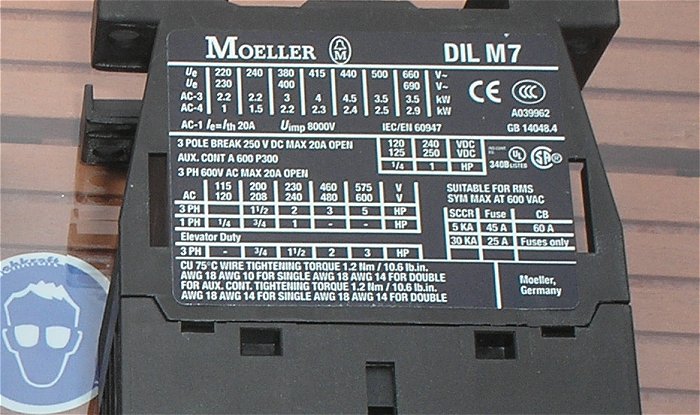 MOELLER DIL M7
Ue 220 240 380 415 440 500 660 V~
Ue 230 400 690 V~
AC-3 2.2 2.2 3 4 4.5 3.5 3.5 kW
AC-4 1 1.5 2.2 2.3 2.4 2.5 2.9 kW
AC-1 Ie=Ith 20A Uimp 8000V IEC/EN 60947
CE CCC
A039962
GB 14048.4
3 POLE BREAK 250 V DC MAX 20A OPEN
AUX. CONT A 600 P300
3 PH 600V AC MAX 20A OPEN
120 240 VDC
125 250 VDC
1/4 1 HP
340B UL LISTED
115 200 230 460 575 V
AC 120 208 240 480 600 V
3 PH 1 1/2 2 3 5 HP
1 PH 1/4 3/4 1 - - HP
Elevator Duty
3 PH - 3/4 1 1/2 2 3 HP
SUITABLE FOR RMS
SYM MAX AT 600 VAC
SCCR Fuse CB
5 KA 45 A 60 A
30 KA 25 A Fuses only
CU 75°C WIRE TIGHTENING TORQUE 1.2 Nm / 10.6 lb.in.
AWG 18 AWG 10 FOR SINGLE AWG 18 AWG 14 FOR DOUBLE
FOR AUX. CONT. TIGHTENING TORQUE 1.2 Nm / 10.6 lb.in.
AWG 18 AWG 14 FOR SINGLE AWG 18 AWG 14 FOR DOUBLE
Moeller,
Germany